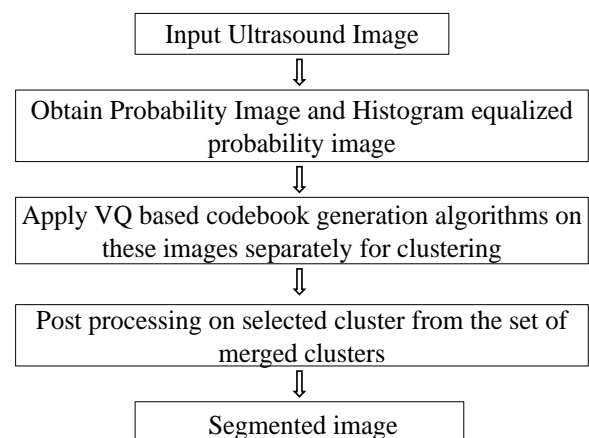 Input Ultrasound Image
Obtain Probability Image and Histogram equalized
probability image
Apply VQ based codebook generation algorithms on
these images separately for clustering
Post processing on selected cluster from the set of
merged clusters
Segmented image